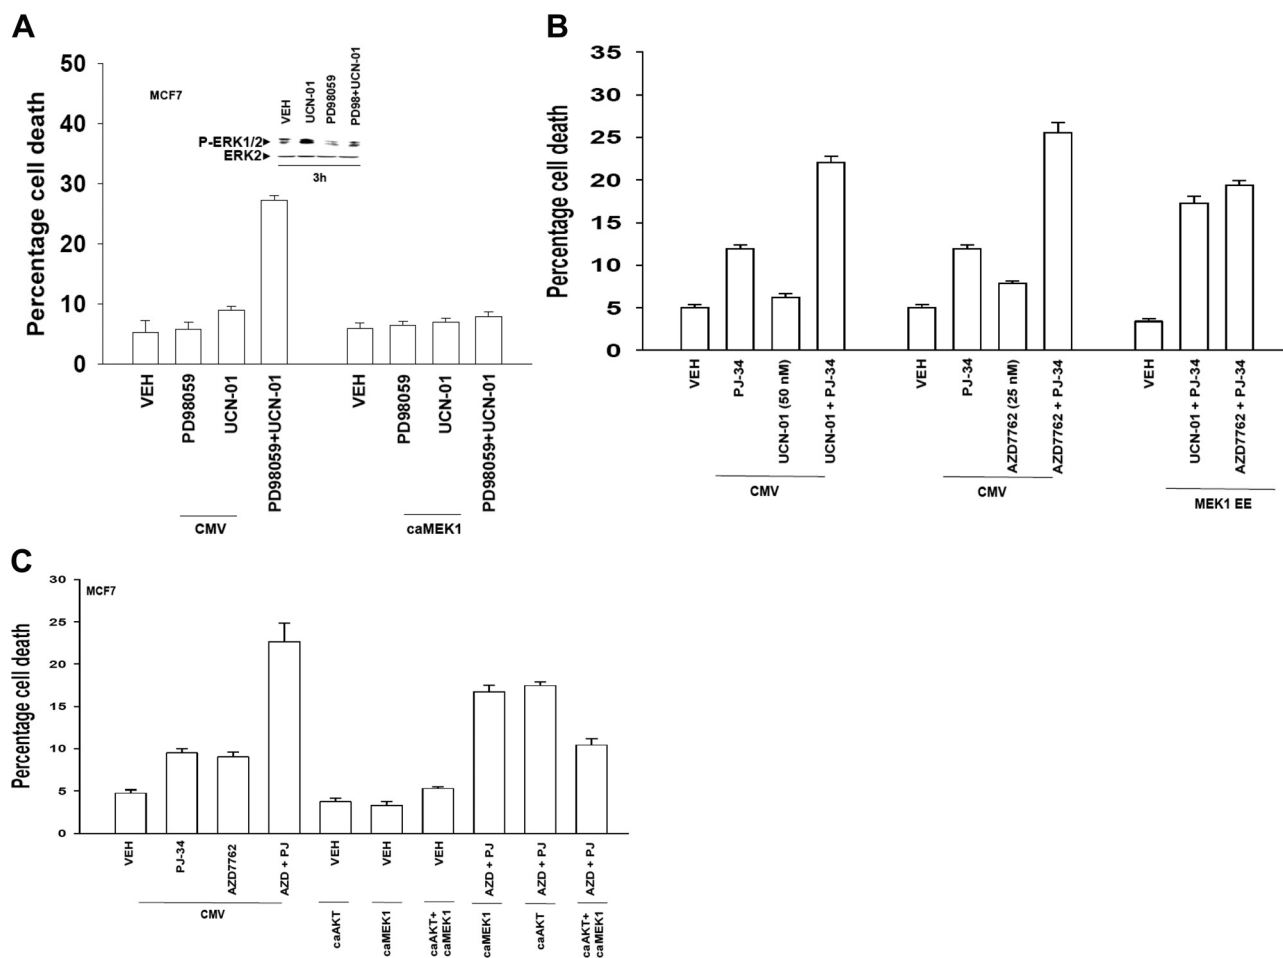 A
Percentage cell death
50
40
30
20
10
0
MCF7
VEH
UCN-01
PD98059
PD98+UCN-01
P-ERK1/2
ERK2
3h
VEH
PD98059
UCN-01
PD98059+UCN-01
CMV
VEH
PD98059
UCN-01
PD98059+UCN-01
caMEK1
B
Percentage cell death
35
30
25
20
15
10
5
0
VEH
PJ-34
UCN-01 (50 nM)
UCN-01 + PJ-34
CMV
VEH
PJ-34
AZD7762 (25 nM)
AZD7762 + PJ-34
CMV
VEH
UCN-01 + PJ-34
AZD7762 + PJ-34
MEK1 EE
C
Percentage cell death
30
25
20
15
10
5
0
MCF7
VEH
PJ-34
AZD7762
AZD + PJ
CMV
VEH
caAKT
VEH
caMEK1
VEH
caAKT+
caMEK1
AZD + PJ
caMEK1
AZD + PJ
caAKT
AZD + PJ
caAKT+
caMEK1